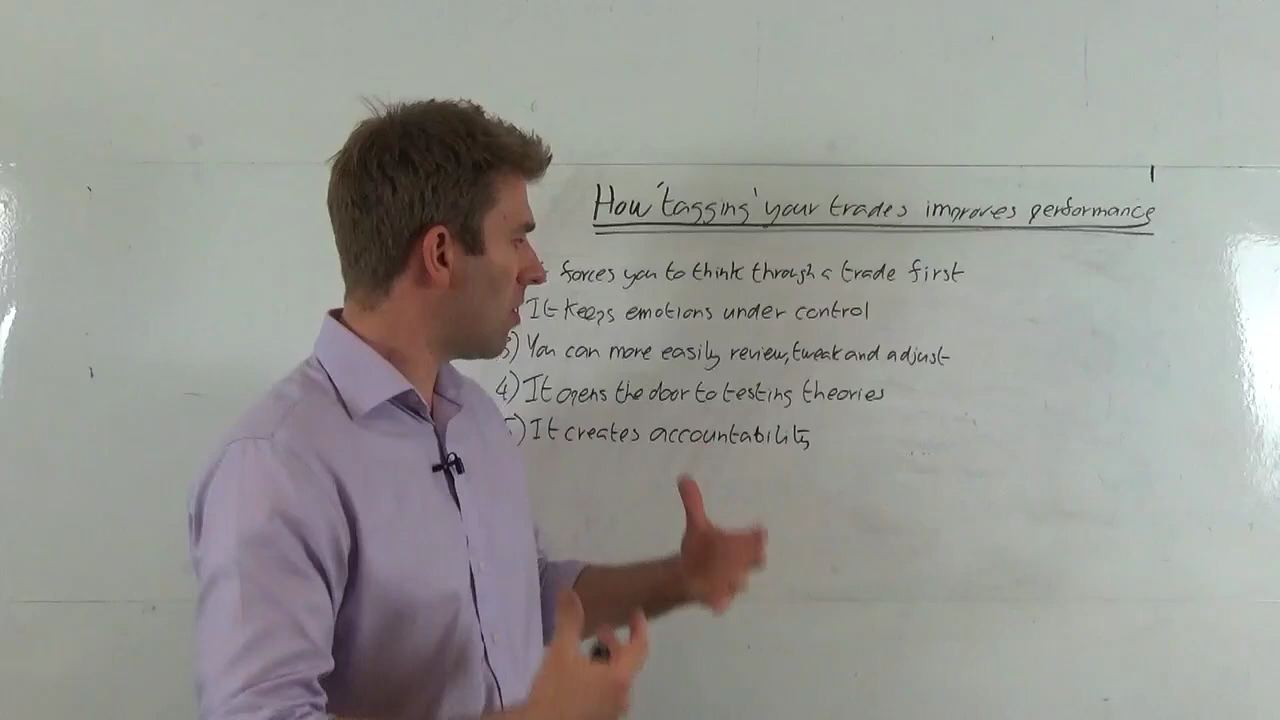 How 'tagging' your trades improves performance
forces you to think through a trade first
It keeps emotions under control
3) You can more easily review, tweak and adjust
4) It opens the door to testing theories
5) It creates accountability